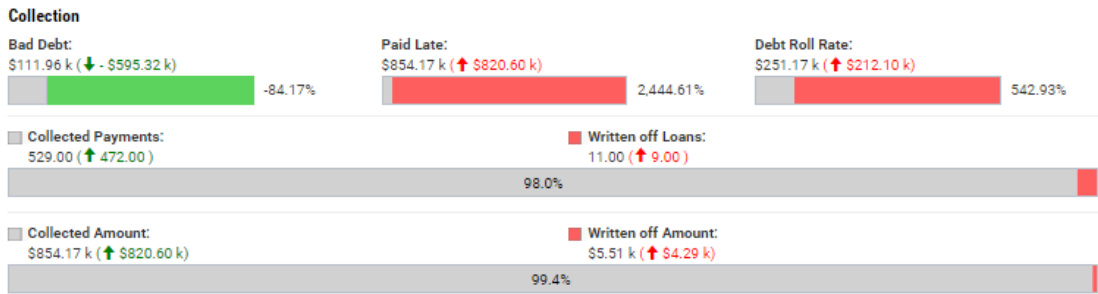 Collection
Bad Debt: Paid Late: Debt Roll Rate:
$111.96 k (🡇 - $595.32 k) $854.17 k (🡅 $820.60 k) $251.17 k (🡅 $212.10 k)
-84.17% 2,444.61% 542.93%
Collected Payments: Written off Loans:
529.00 (🡅 472.00 ) 11.00 (🡅 9.00 )
98.0%
Collected Amount: Written off Amount:
$854.17 k (🡅 $820.60 k) $5.51 k (🡅 $4.29 k)
99.4%